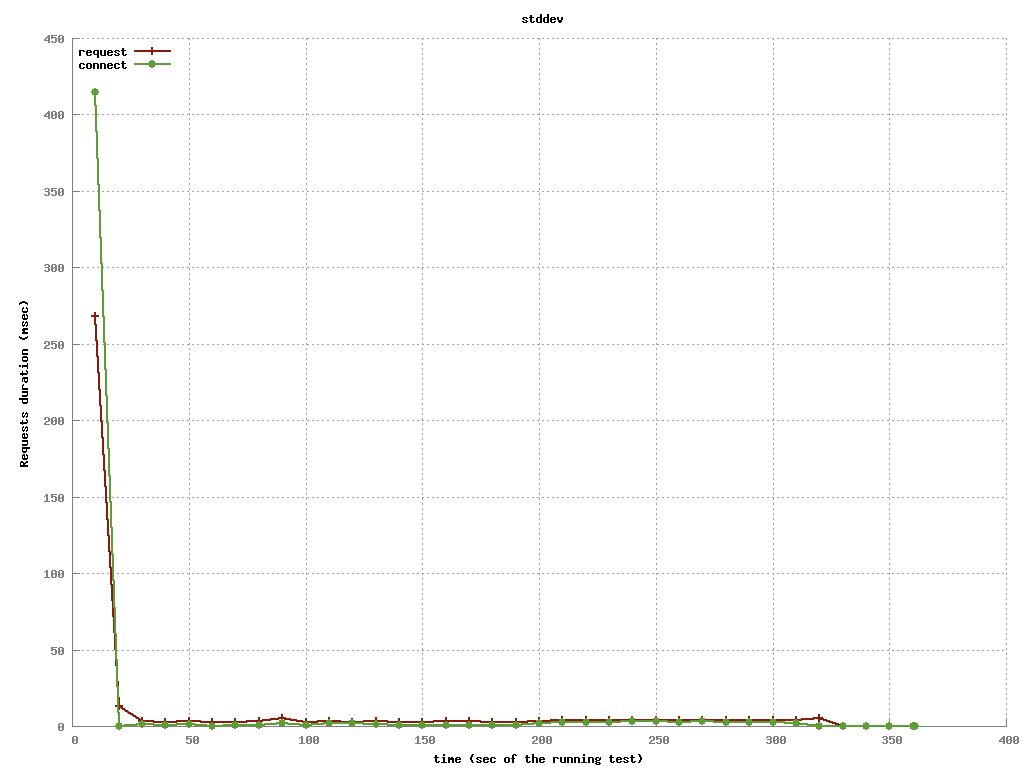 stddev
450
request
connect
400
350
300
250
200
150
100
50
0
Requests duration (msec)
0 50 100 150 200 250 300 350 400
time (sec of the running test)